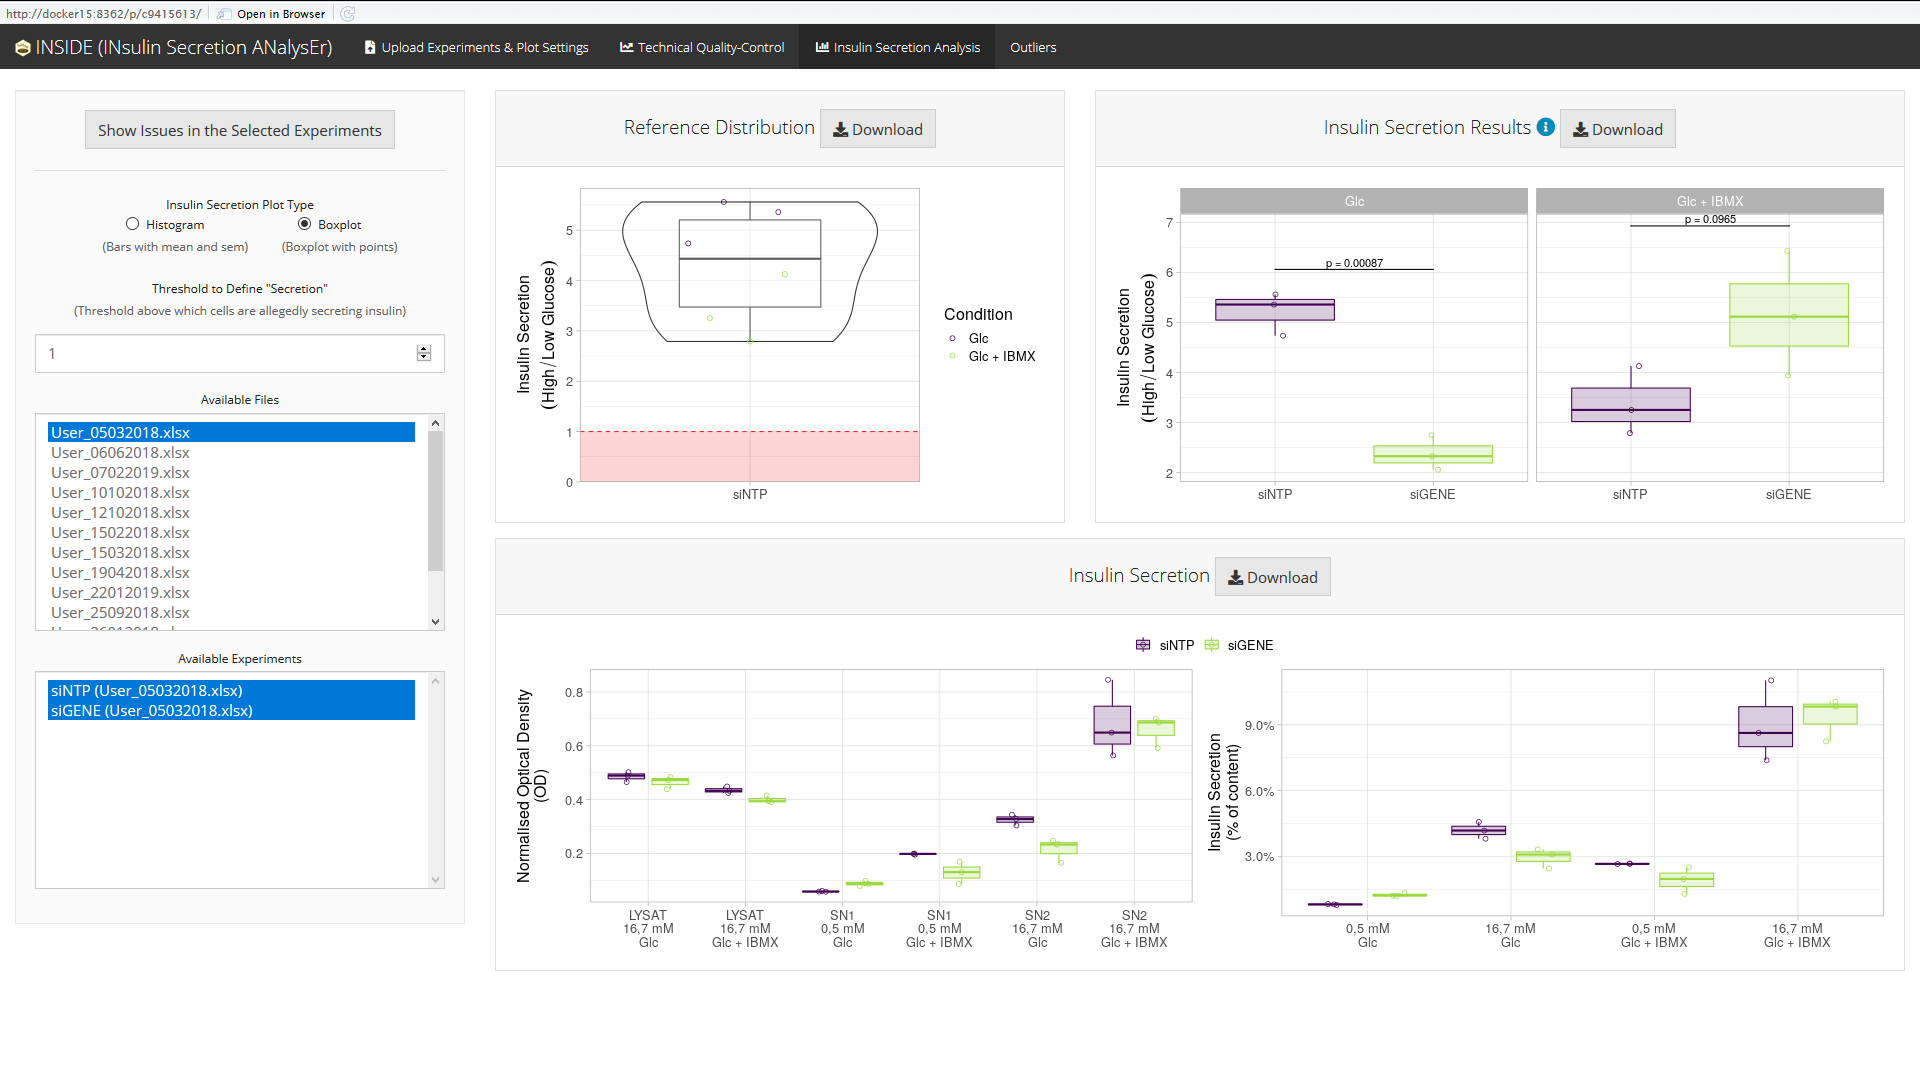 http://docker15:8362/p/c9415613/ Open in Browser
INSIDE (INsulin Secretion ANalysEr) Upload Experiments & Plot Settings Technical Quality-Control Insulin Secretion Analysis Outliers
Show Issues in the Selected Experiments
Insulin Secretion Plot Type
Histogram Boxplot
(Bars with mean and sem) (Boxplot with points)
Threshold to Define "Secretion"
(Threshold above which cells are allegedly secreting insulin)
1
Available Files
User_05032018.xlsx
User_06062018.xlsx
User_07022019.xlsx
User_10102018.xlsx
User_12102018.xlsx
User_15022018.xlsx
User_15032018.xlsx
User_19042018.xlsx
User_22012019.xlsx
User_25092018.xlsx
Available Experiments
siNTP (User_05032018.xlsx)
siGENE (User_05032018.xlsx)
Reference Distribution Download
Insulin Secretion
(High/Low Glucose)
5
4
3
2
1
0
siNTP
Condition
Glc
Glc + IBMX
Insulin Secretion Results Download
Insulin Secretion
(High/Low Glucose)
Glc Glc + IBMX
7
6
5
4
3
2
p = 0.00087
p = 0.0965
siNTP siGENE siNTP siGENE
Insulin Secretion Download
siNTP siGENE
Normalised Optical Density
(OD)
0.8
0.6
0.4
0.2
LYSAT LYSAT SN1 SN1 SN2 SN2
16,7 mM 16,7 mM 0,5 mM 0,5 mM 16,7 mM 16,7 mM
Glc Glc + IBMX Glc Glc + IBMX Glc Glc + IBMX
Insulin Secretion
(% of content)
9.0%
6.0%
3.0%
0,5 mM 16,7 mM 0,5 mM 16,7 mM
Glc Glc Glc + IBMX Glc + IBMX